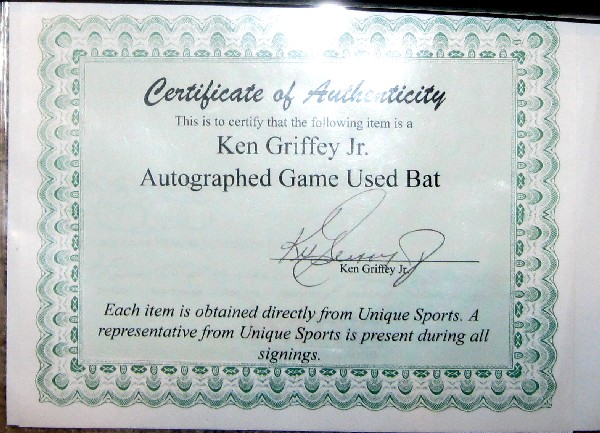 Certificate of Authenticity
This is to certify that the following item is a
Ken Griffey Jr.
Autographed Game Used Bat
Ken Griffey Jr.
Each item is obtained directly from Unique Sports. A
representative from Unique Sports is present during all
signings.